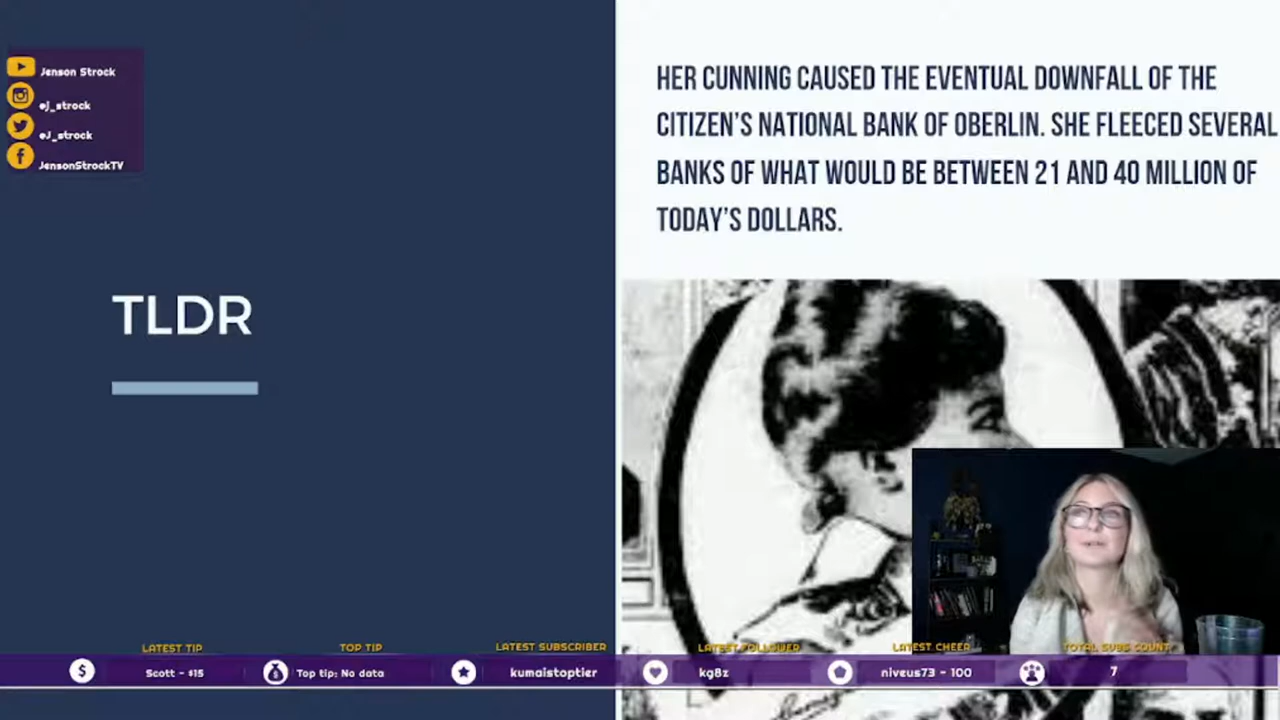 Jenson Strock
@j_strock
@J_strock
JensonStrockTV
HER CUNNING CAUSED THE EVENTUAL DOWNFALL OF THE
CITIZEN'S NATIONAL BANK OF OBERLIN. SHE FLEECED SEVERAL
BANKS OF WHAT WOULD BE BETWEEN 21 AND 40 MILLION OF
TODAY'S DOLLARS.
TLDR
LATEST TIP
Scott - $15
TOP TIP
Top tip: No data
LATEST SUBSCRIBER
kumaistoptier
LATEST FOLLOWER
kg8z
LATEST CHEER
niveus73 - 100
TOTAL SUBS COUNT
7